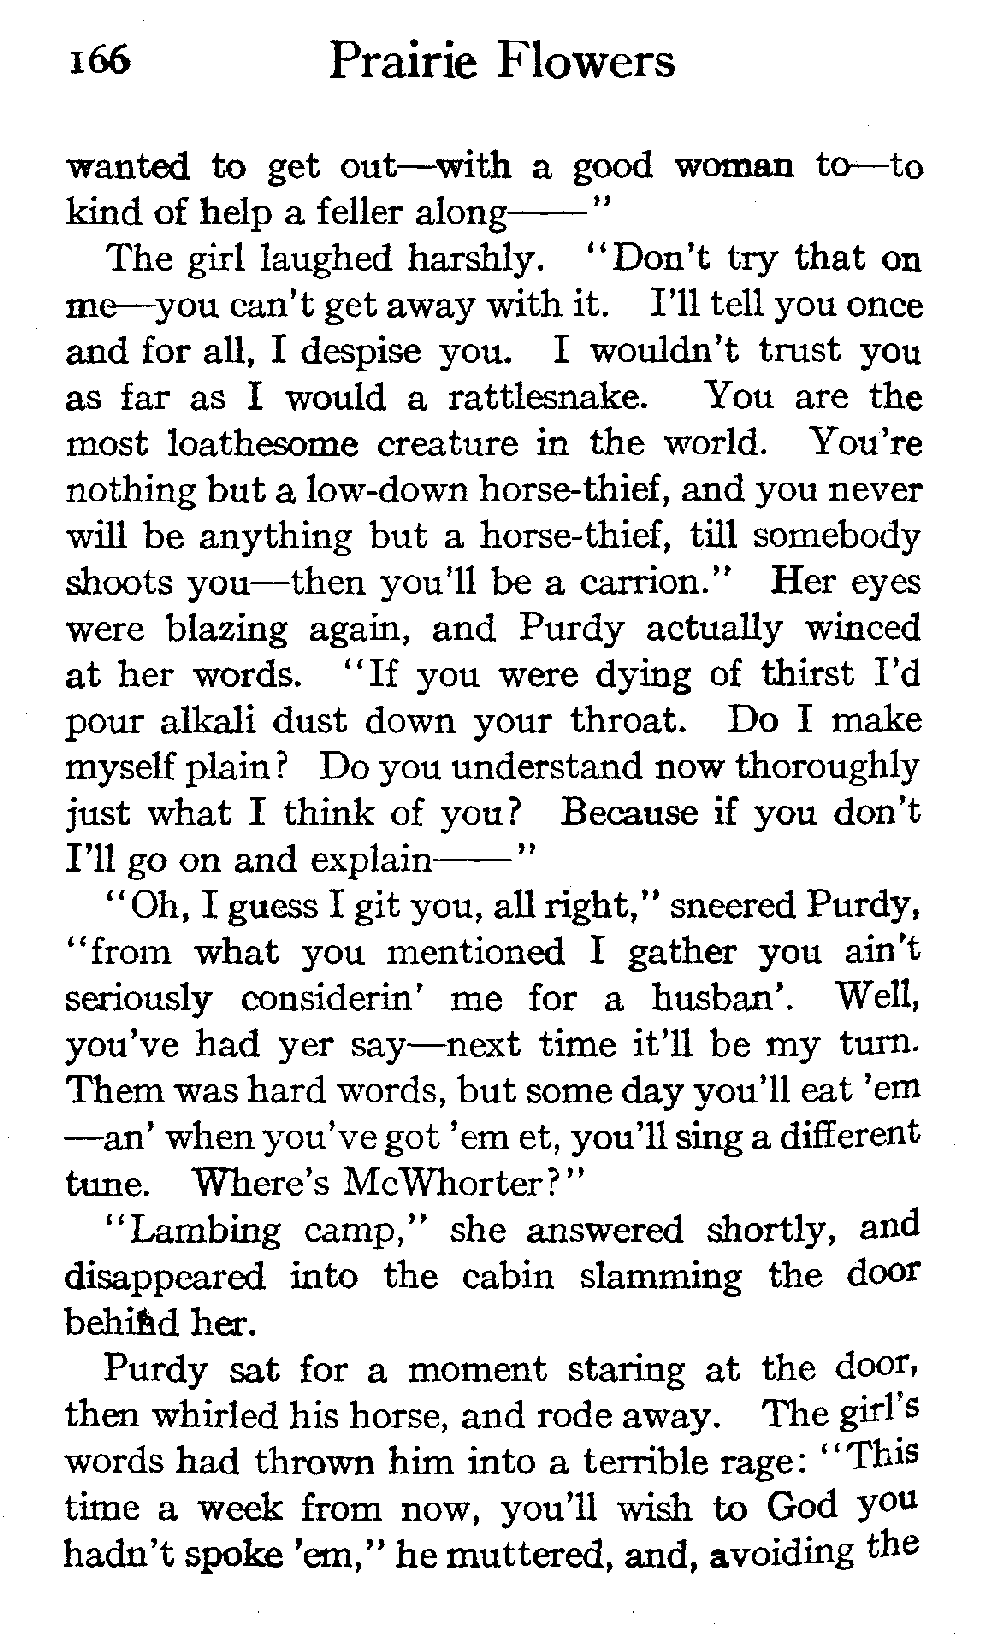 166 Prairie Flowers
wanted to get out—with a good woman to—to
kind of help a feller along——"
The girl laughed harshly. "Don't try that on
me—you can't get away with it. I'll tell you once
and for all, I despise you. I wouldn't trust you
as far as I would a rattlesnake. You are the
most loathesome creature in the world. You're
nothing but a low-down horse-thief, and you never
will be anything but a horse-thief, till somebody
shoots you—then you'll be a carrion." Her eyes
were blazing again, and Purdy actually winced
at her words. "If you were dying of thirst I'd
pour alkali dust down your throat. Do I make
myself plain? Do you understand now thoroughly
just what I think of you? Because if you don't
I'll go on and explain——"
"Oh, I guess I git you, all right," sneered Purdy,
"from what you mentioned I gather you ain't
seriously considerin' me for a husban'. Well,
you've had yer say—next time it'll be my turn.
Them was hard words, but some day you'll eat 'em
—an' when you've got 'em et, you'll sing a different
tune. Where's McWhorter?"
"Lambing camp," she answered shortly, and
disappeared into the cabin slamming the door
behind her.
Purdy sat for a moment staring at the door,
then whirled his horse, and rode away. The girl's
words had thrown him into a terrible rage: "This
time a week from now, you'll wish to God you
hadn't spoke 'em," he muttered, and, avoiding the